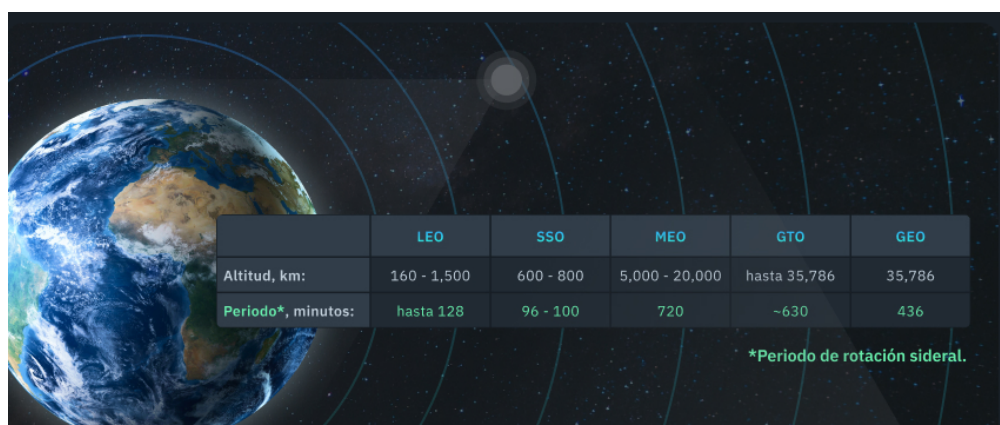 LEO SSO MEO GTO GEO
Altitud, km: 160 - 1,500 600 - 800 5,000 - 20,000 hasta 35,786 35,786
Periodo*, minutos: hasta 128 96 - 100 720 ~630 436
*Periodo de rotación sideral.